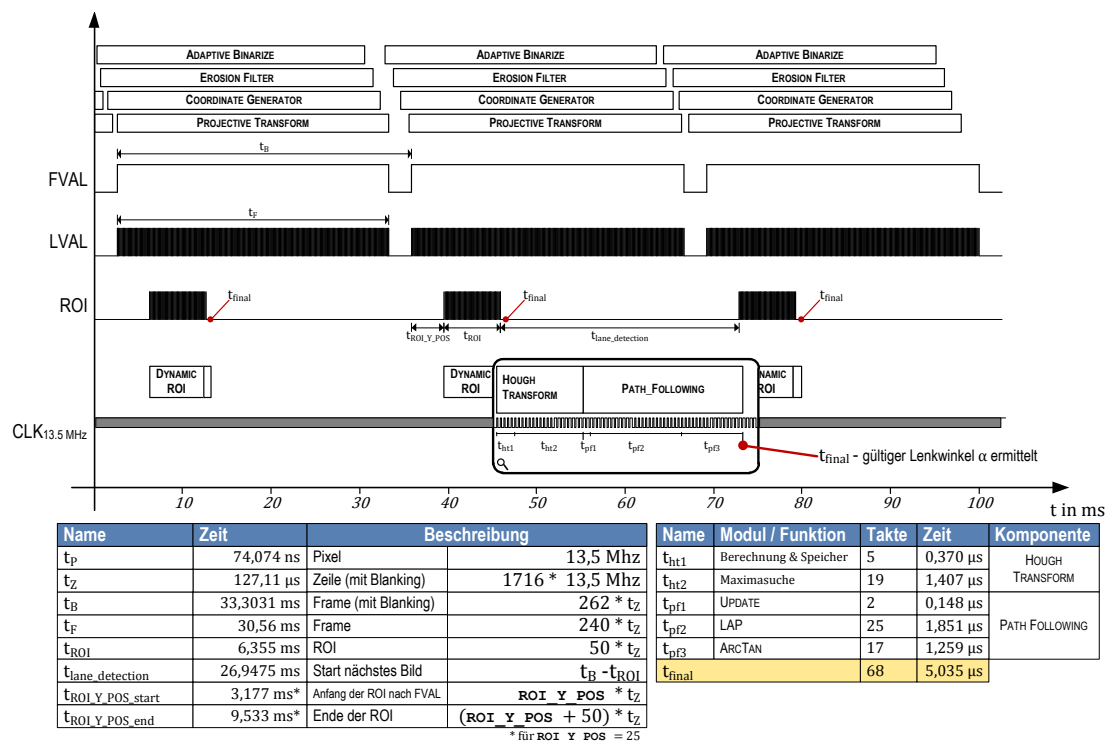 ADAPTIVE BINARIZE ADAPTIVE BINARIZE ADAPTIVE BINARIZE
EROSION FILTER EROSION FILTER EROSION FILTER
COORDINATE GENERATOR COORDINATE GENERATOR COORDINATE GENERATOR
PROJECTIVE TRANSFORM PROJECTIVE TRANSFORM PROJECTIVE TRANSFORM
tB
FVAL
tF
LVAL
ROI
tfinal tfinal tfinal
tROI_Y_POS tROI tlane_detection
DYNAMIC ROI DYNAMIC ROI HOUGH TRANSFORM PATH_FOLLOWING NAMIC ROI
CLK13.5 MHz
tht1 tht2 tpf1 tpf2 tpf3
tfinal - gültiger Lenkwinkel α ermittelt
10 20 30 40 50 60 70 80 90 100
t in ms
Name Zeit Beschreibung
tP 74,074 ns Pixel 13,5 Mhz
tZ 127,11 µs Zeile (mit Blanking) 1716 * 13,5 Mhz
tB 33,3031 ms Frame (mit Blanking) 262 * tZ
tF 30,56 ms Frame 240 * tZ
tROI 6,355 ms ROI 50 * tZ
tlane_detection 26,9475 ms Start nächstes Bild tB -tROI
tROI_Y_POS_start 3,177 ms* Anfang der ROI nach FVAL ROI_Y_POS * tZ
tROI_Y_POS_end 9,533 ms* Ende der ROI (ROI_Y_POS + 50) * tZ
* für ROI_Y_POS = 25
Name Modul / Funktion Takte Zeit Komponente
tht1 Berechnung & Speicher 5 0,370 µs HOUGH TRANSFORM
tht2 Maximasuche 19 1,407 µs
tpf1 UPDATE 2 0,148 µs PATH FOLLOWING
tpf2 LAP 25 1,851 µs
tpf3 ARCTAN 17 1,259 µs
tfinal 68 5,035 µs